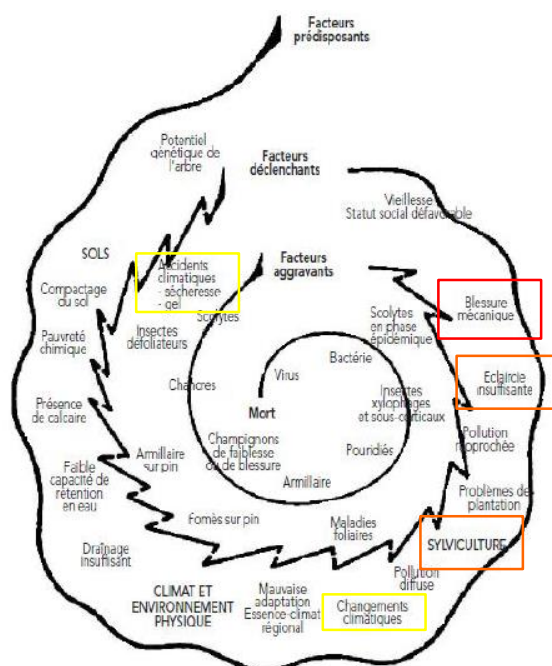 Facteurs
prédisposants
Potentiel
génétique de
l'arbre
Facteurs
déclenchants
Vieillesse
Statut social défavorable
SOLS
Accidents
climatiques
- sécheresse
- gel
Facteurs
aggravants
Compactage
du sol
Scolytes
Scolytes
en phase
épidémique
Blessure
mécanique
Pauvreté
chimique
Insectes
défoliateurs
Bactérie
Virus
Eclaircie
insuffisante
Chancres
Insectes
xylophages
et sous-corticaux
Présence
de calcaire
Mort
Pollution
rapprochée
Armillaire
sur pin
Champignons
de faiblesse
ou de blessure
Pourridiés
Faible
capacité de
rétention
en eau
Armillaire
Problèmes de
plantation
Fomès sur pin
Maladies
foliaires
SYLVICULTURE
Drainage
insuffisant
Pollution
diffuse
CLIMAT ET
ENVIRONNEMENT
PHYSIQUE
Mauvaise
adaptation
Essence-climat
régional
Changements
climatiques